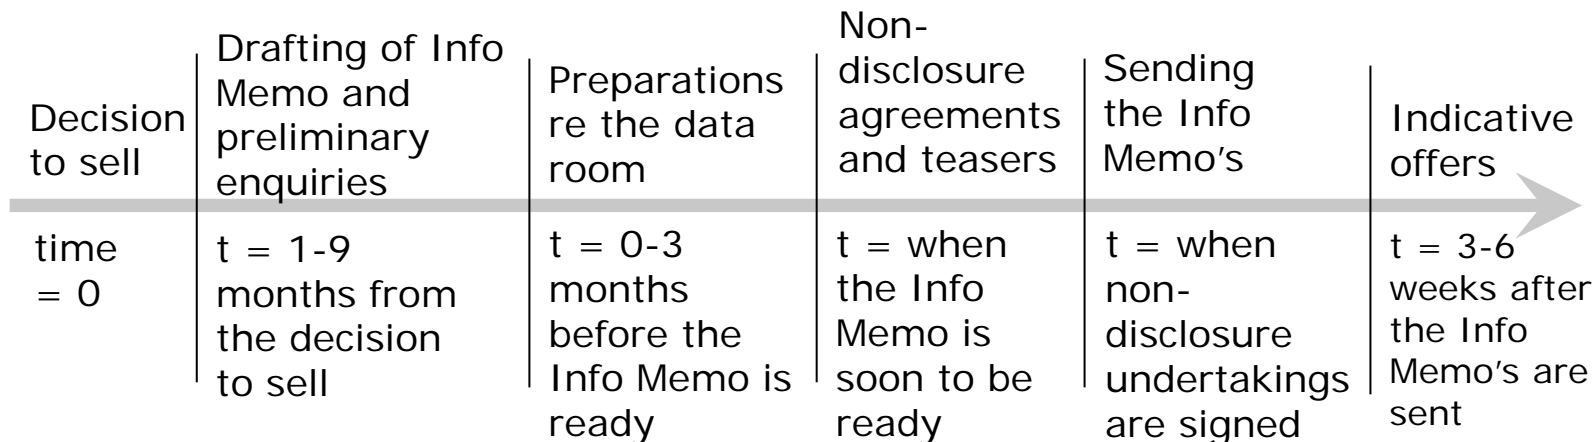 Decision
to sell
Drafting of Info
Memo and
preliminary
enquiries
Preparations
re the data
room
Non-
disclosure
agreements
and teasers
Sending
the Info
Memo's
Indicative
offers
time
= 0
t = 1-9
months from
the decision
to sell
t = 0-3
months
before the
Info Memo is
ready
t = when
the Info
Memo is
soon to be
ready
t = when
non-
disclosure
undertakings
are signed
t = 3-6
weeks after
the Info
Memo's are
sent